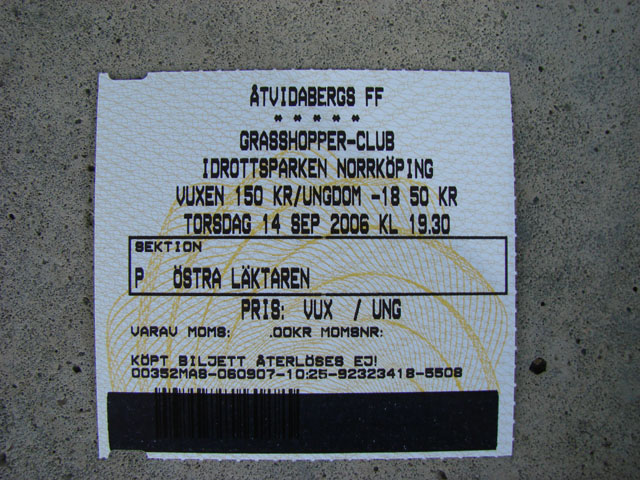 ÅTVIDABERGS FF
* * * * *
GRASSHOPPER-CLUB
IDROTTSPARKEN NORRKÖPING
VUXEN 150 KR/UNGDOM -18 50 KR
TORSDAG 14 SEP 2006 KL 19.30
SEKTION
P ÖSTRA LÄKTAREN
PRIS: VUX / UNG
VARAV MOMS: .00KR MOMSNR:
KÖPT BILJETT ÅTERLÖSES EJ!
00352MAS-060907-10:25-92323418-5508